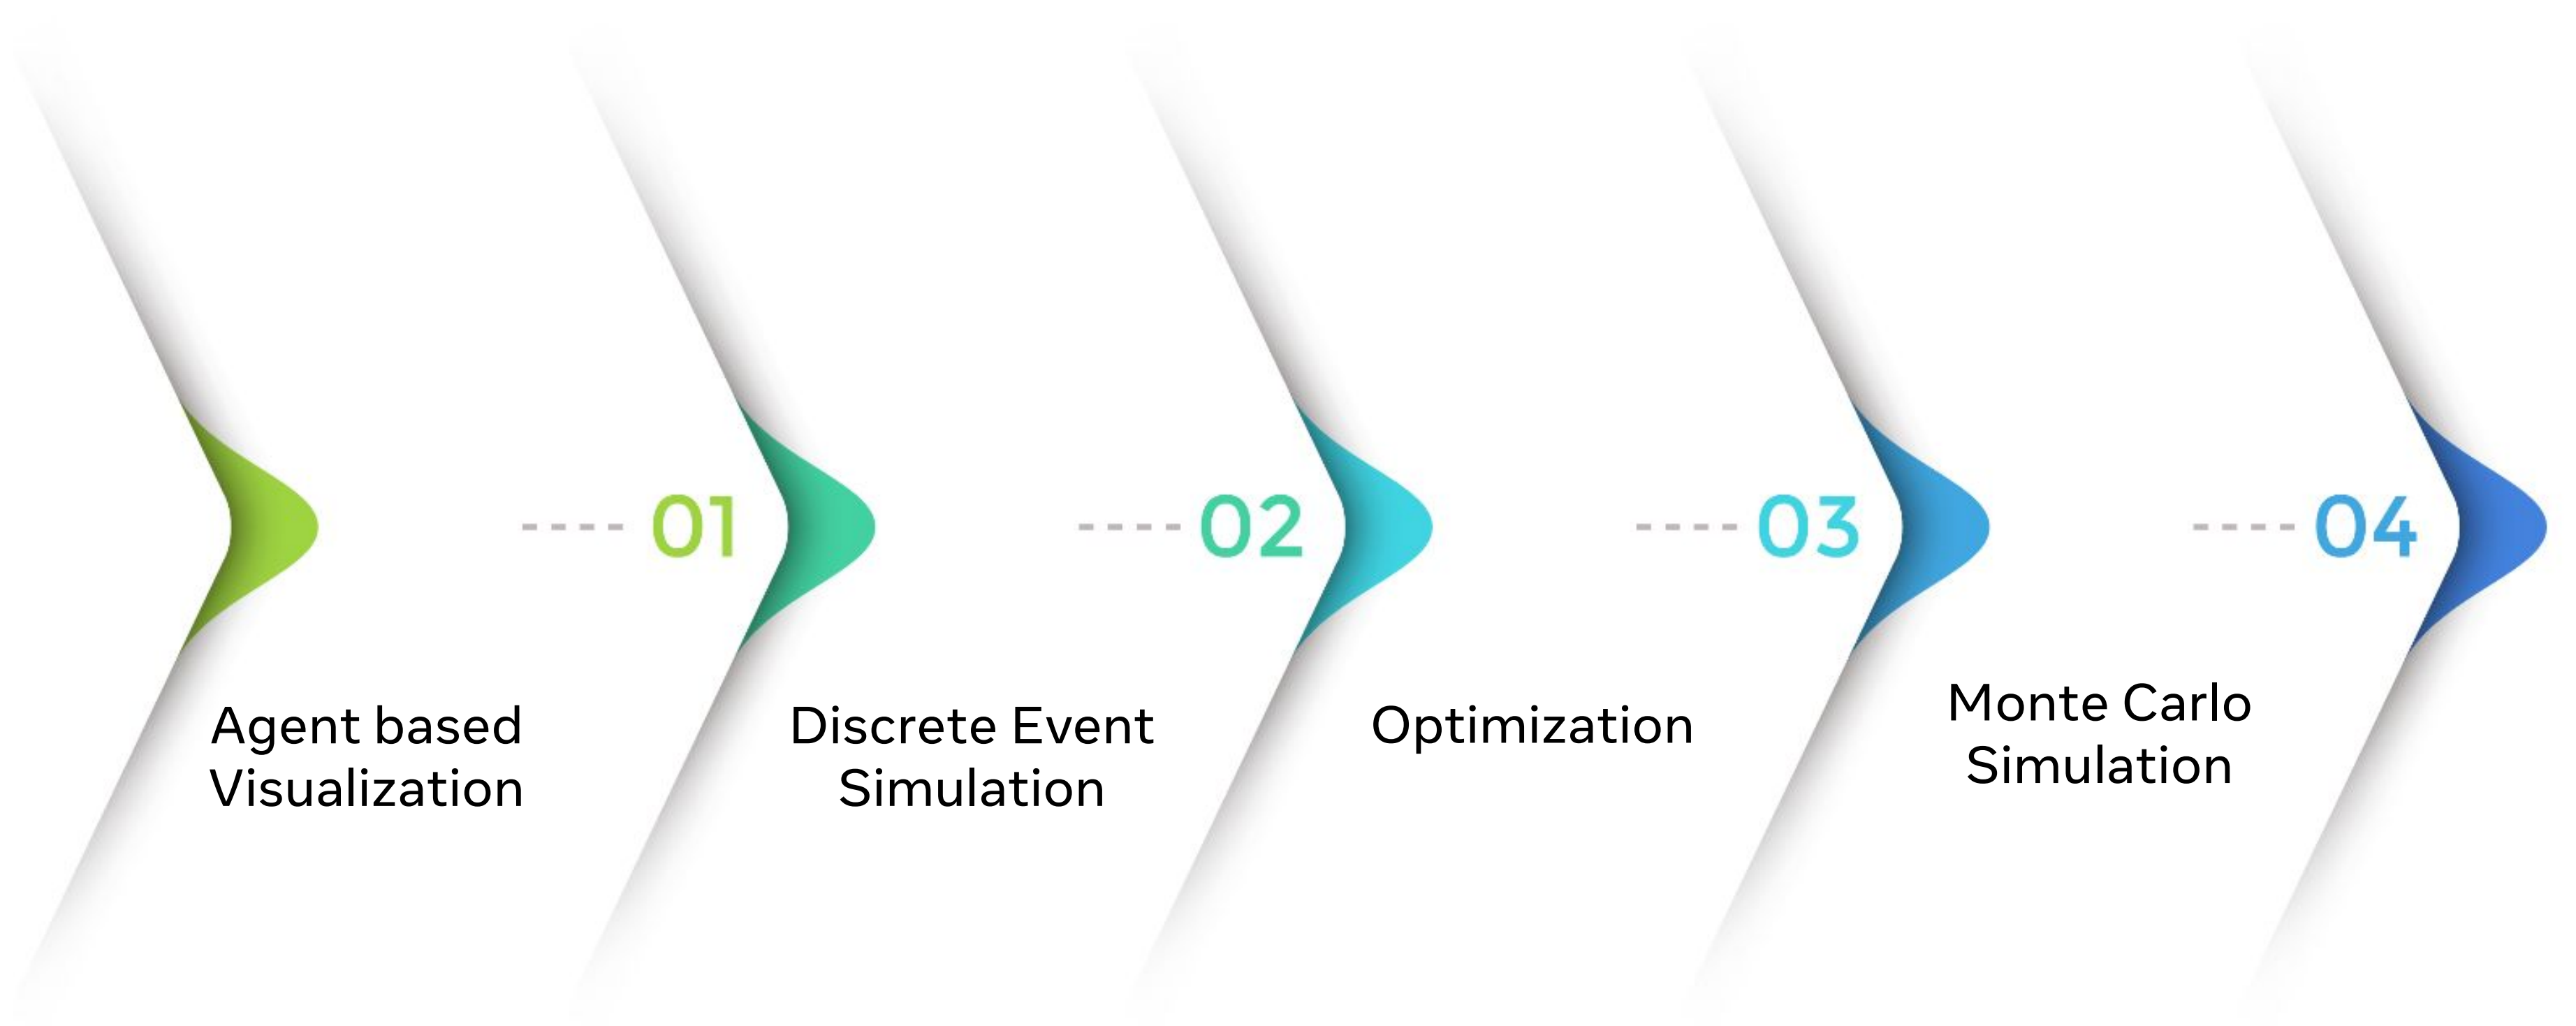 01
Agent based
Visualization
02
Discrete Event
Simulation
03
Optimization
04
Monte Carlo
Simulation